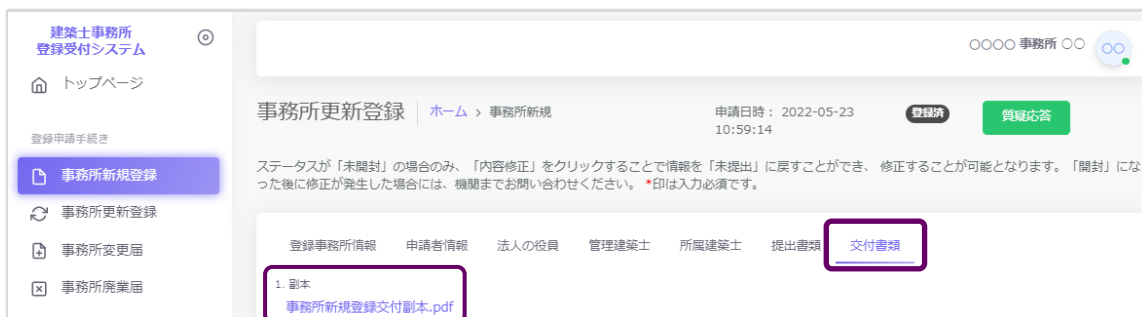 建築士事務所
登録受付システム
トップページ
登録申請手続き
事務所新規登録
事務所更新登録
事務所変更届
事務所廃業届
○○○○ 事務所 ○○
○○
事務所更新登録
ホーム > 事務所新規
申請日時： 2022-05-23
10:59:14
登録済
質疑応答
ステータスが「未開封」の場合のみ、「内容修正」をクリックすることで情報を「未提出」に戻すことができ、 修正することが可能となります。「開封」にな
った後に修正が発生した場合には、機関までお問い合わせください。 *印は入力必須です。
登録事務所情報 申請者情報 法人の役員 管理建築士 所属建築士 提出書類 交付書類
1. 副本
事務所新規登録交付副本.pdf